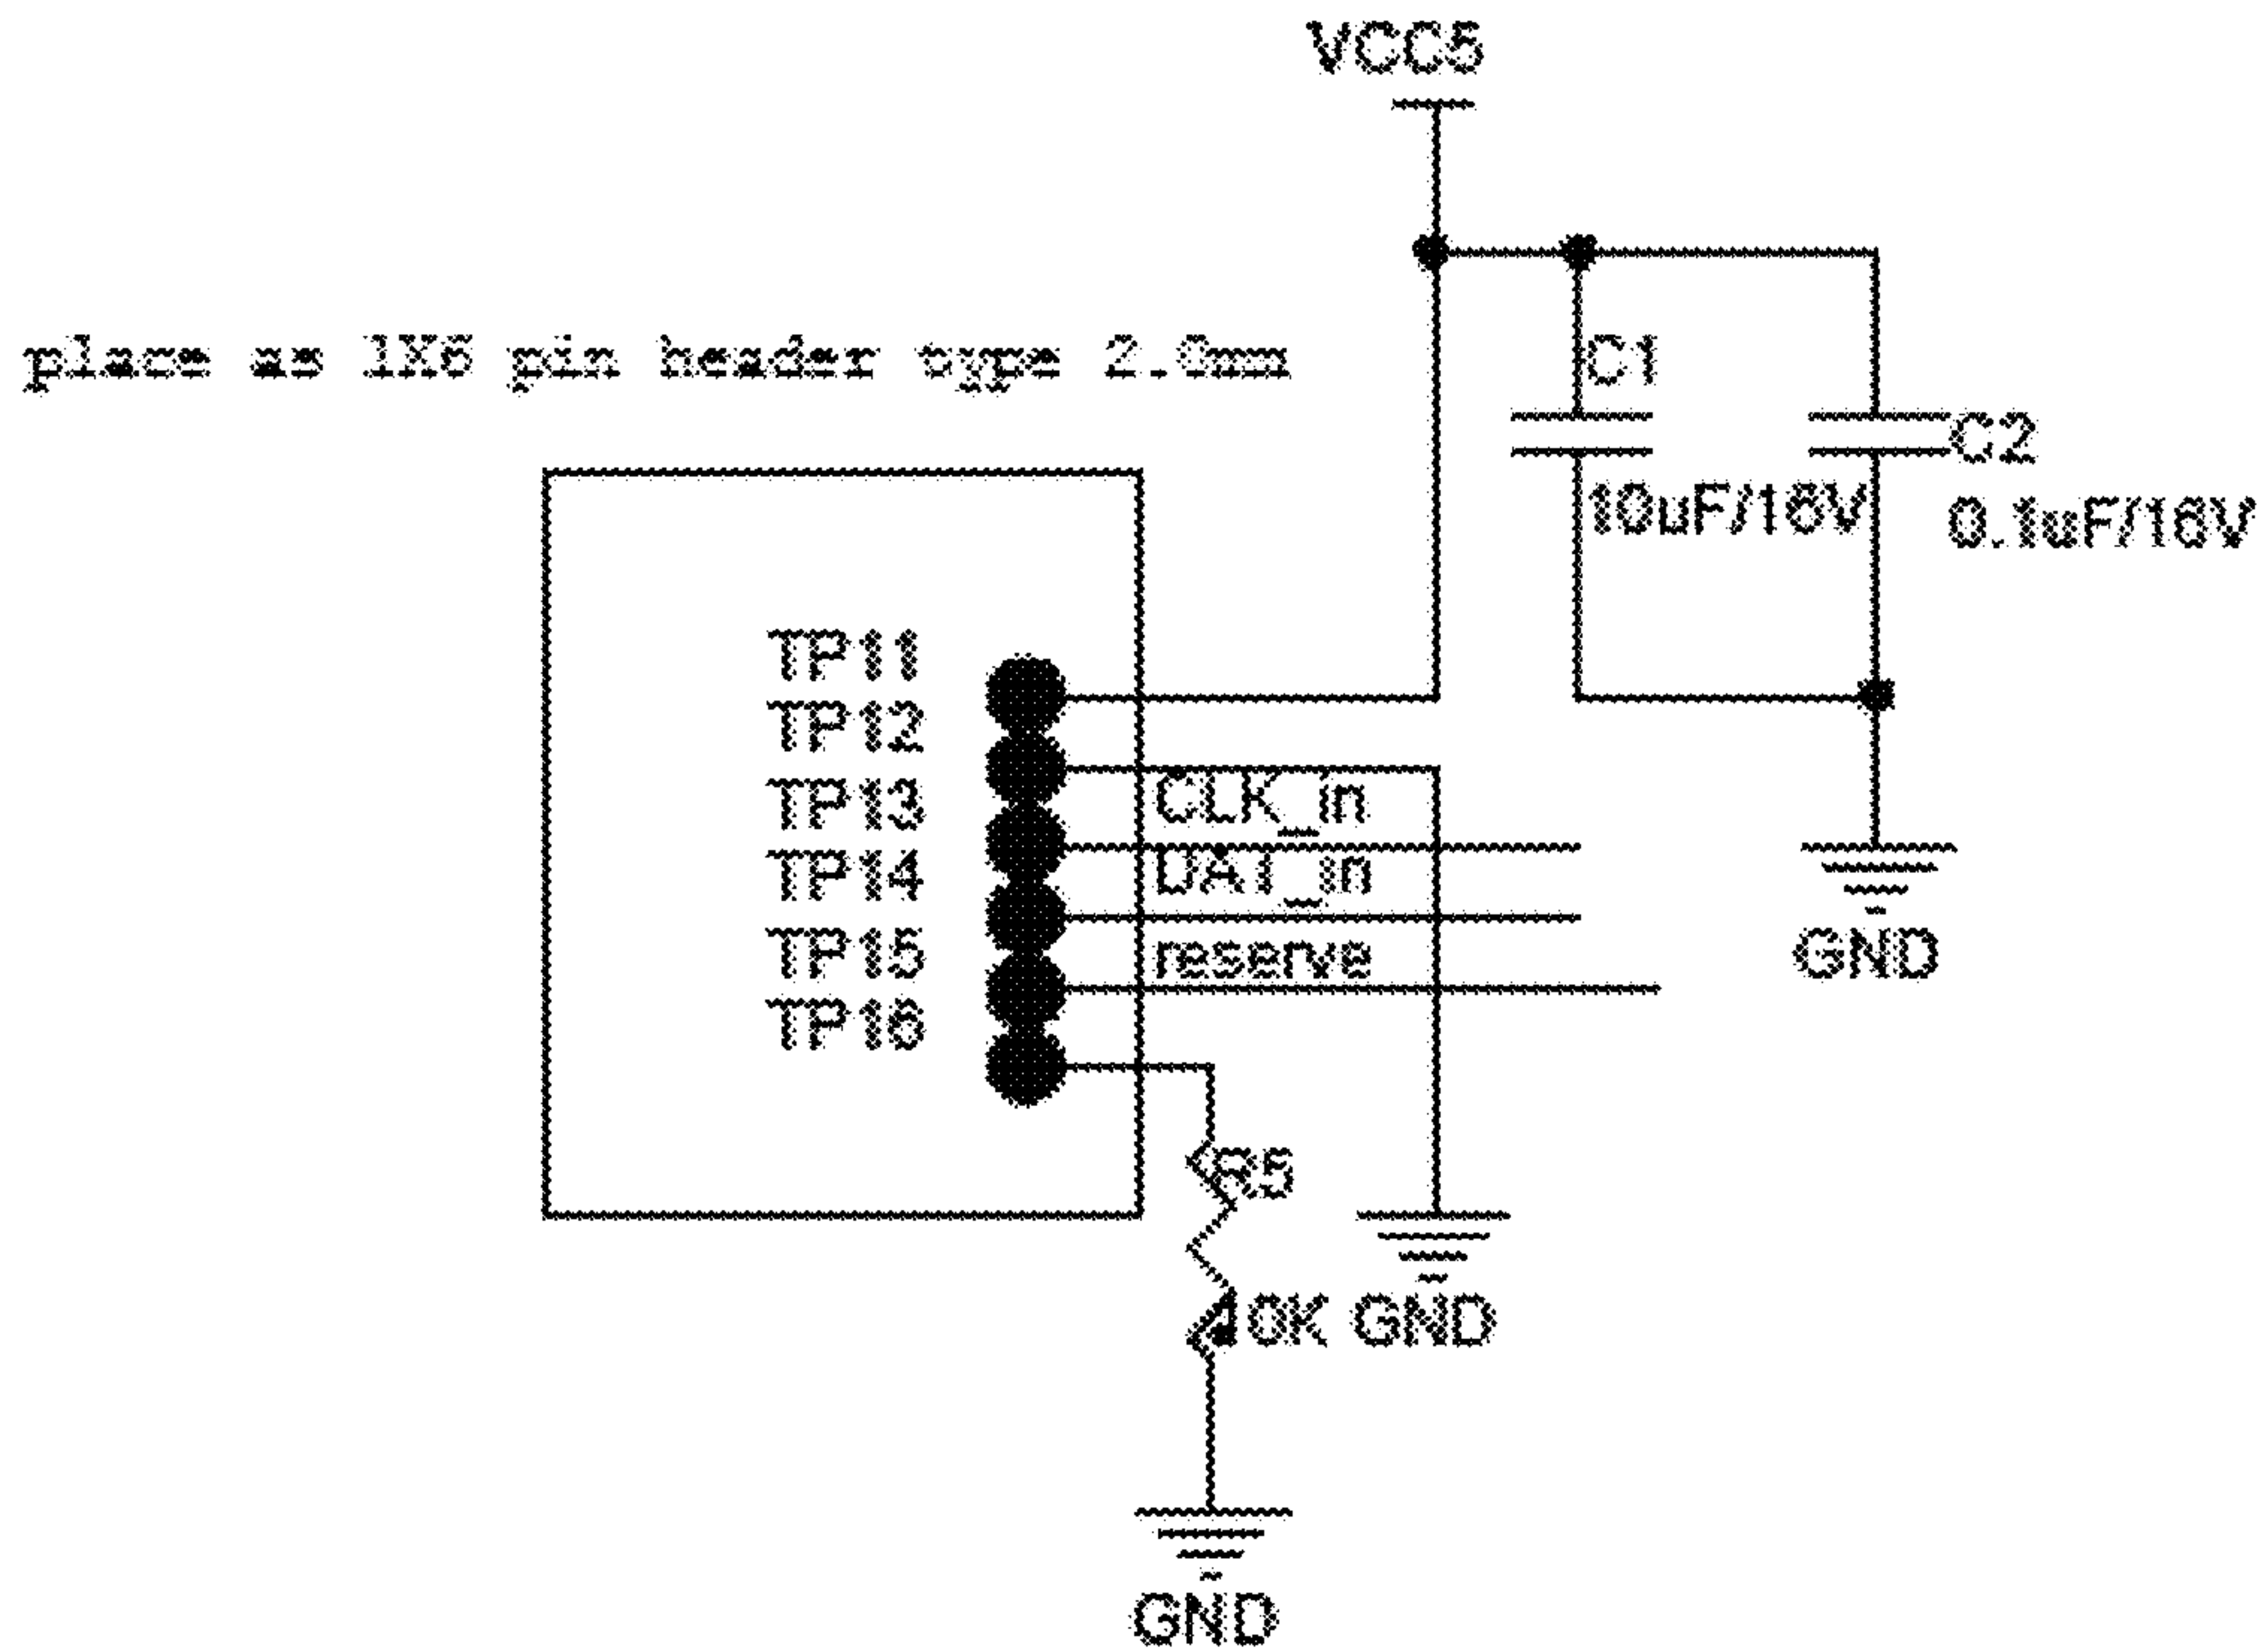 VCC5
place as 1X6 pin header type 2.0mm
C1
C2
10uF/16V
0.1uF/16V
TP11
TP12
TP13
TP14
TP15
TP16
CLK_in
DAT_in
reserve
GND
R5
10K
GND
GND